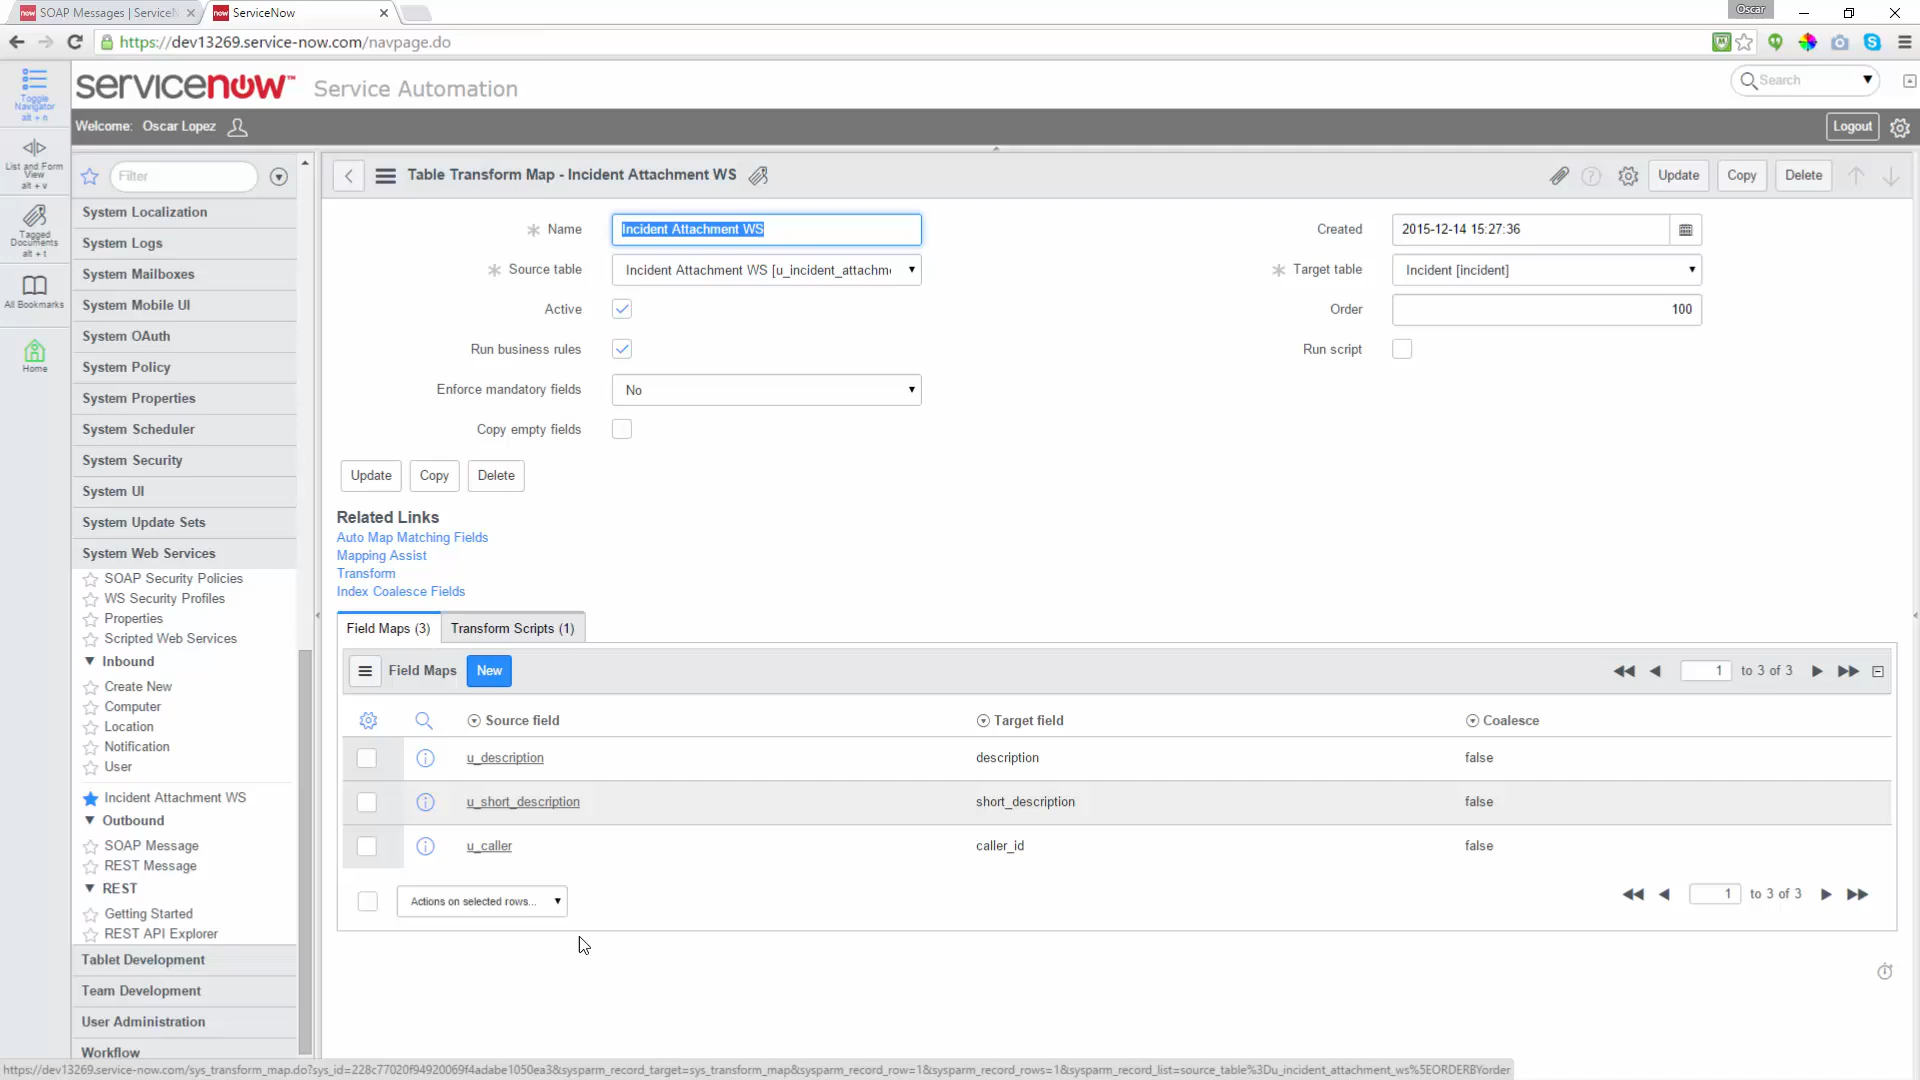 SOAP Messages | ServiceN
ServiceNow
Oscar
https://dev13269.service-now.com/navpage.do
Toggle Navigator alt + n
List and Form View alt + v
Tagged Documents alt + t
All Bookmarks
Home
servicenow™ Service Automation
Search
Welcome: Oscar Lopez
Logout
Filter
System Localization
System Logs
System Mailboxes
System Mobile UI
System OAuth
System Policy
System Properties
System Scheduler
System Security
System UI
System Update Sets
System Web Services
SOAP Security Policies
WS Security Profiles
Properties
Scripted Web Services
Inbound
Create New
Computer
Location
Notification
User
Incident Attachment WS
Outbound
SOAP Message
REST Message
REST
Getting Started
REST API Explorer
Tablet Development
Team Development
User Administration
Workflow
Table Transform Map - Incident Attachment WS
Update Copy Delete
Name Incident Attachment WS
Created 2015-12-14 15:27:36
Source table Incident Attachment WS [u_incident_attachm
Target table Incident [incident]
Active
Order 100
Run business rules
Run script
Enforce mandatory fields No
Copy empty fields
Update Copy Delete
Related Links
Auto Map Matching Fields
Mapping Assist
Transform
Index Coalesce Fields
Field Maps (3) Transform Scripts (1)
Field Maps New 1 to 3 of 3
Source field Target field Coalesce
u_description description false
u_short_description short_description false
u_caller caller_id false
Actions on selected rows... 1 to 3 of 3
https://dev13269.service-now.com/sys_transform_map.do?sys_id=228c77020f94920069f4adabe1050ea3&sysparm_record_target=sys_transform_map&sysparm_record_row=1&sysparm_record_rows=1&sysparm_record_list=source_table%3Du_incident_attachment_ws%5EORDERBYorder